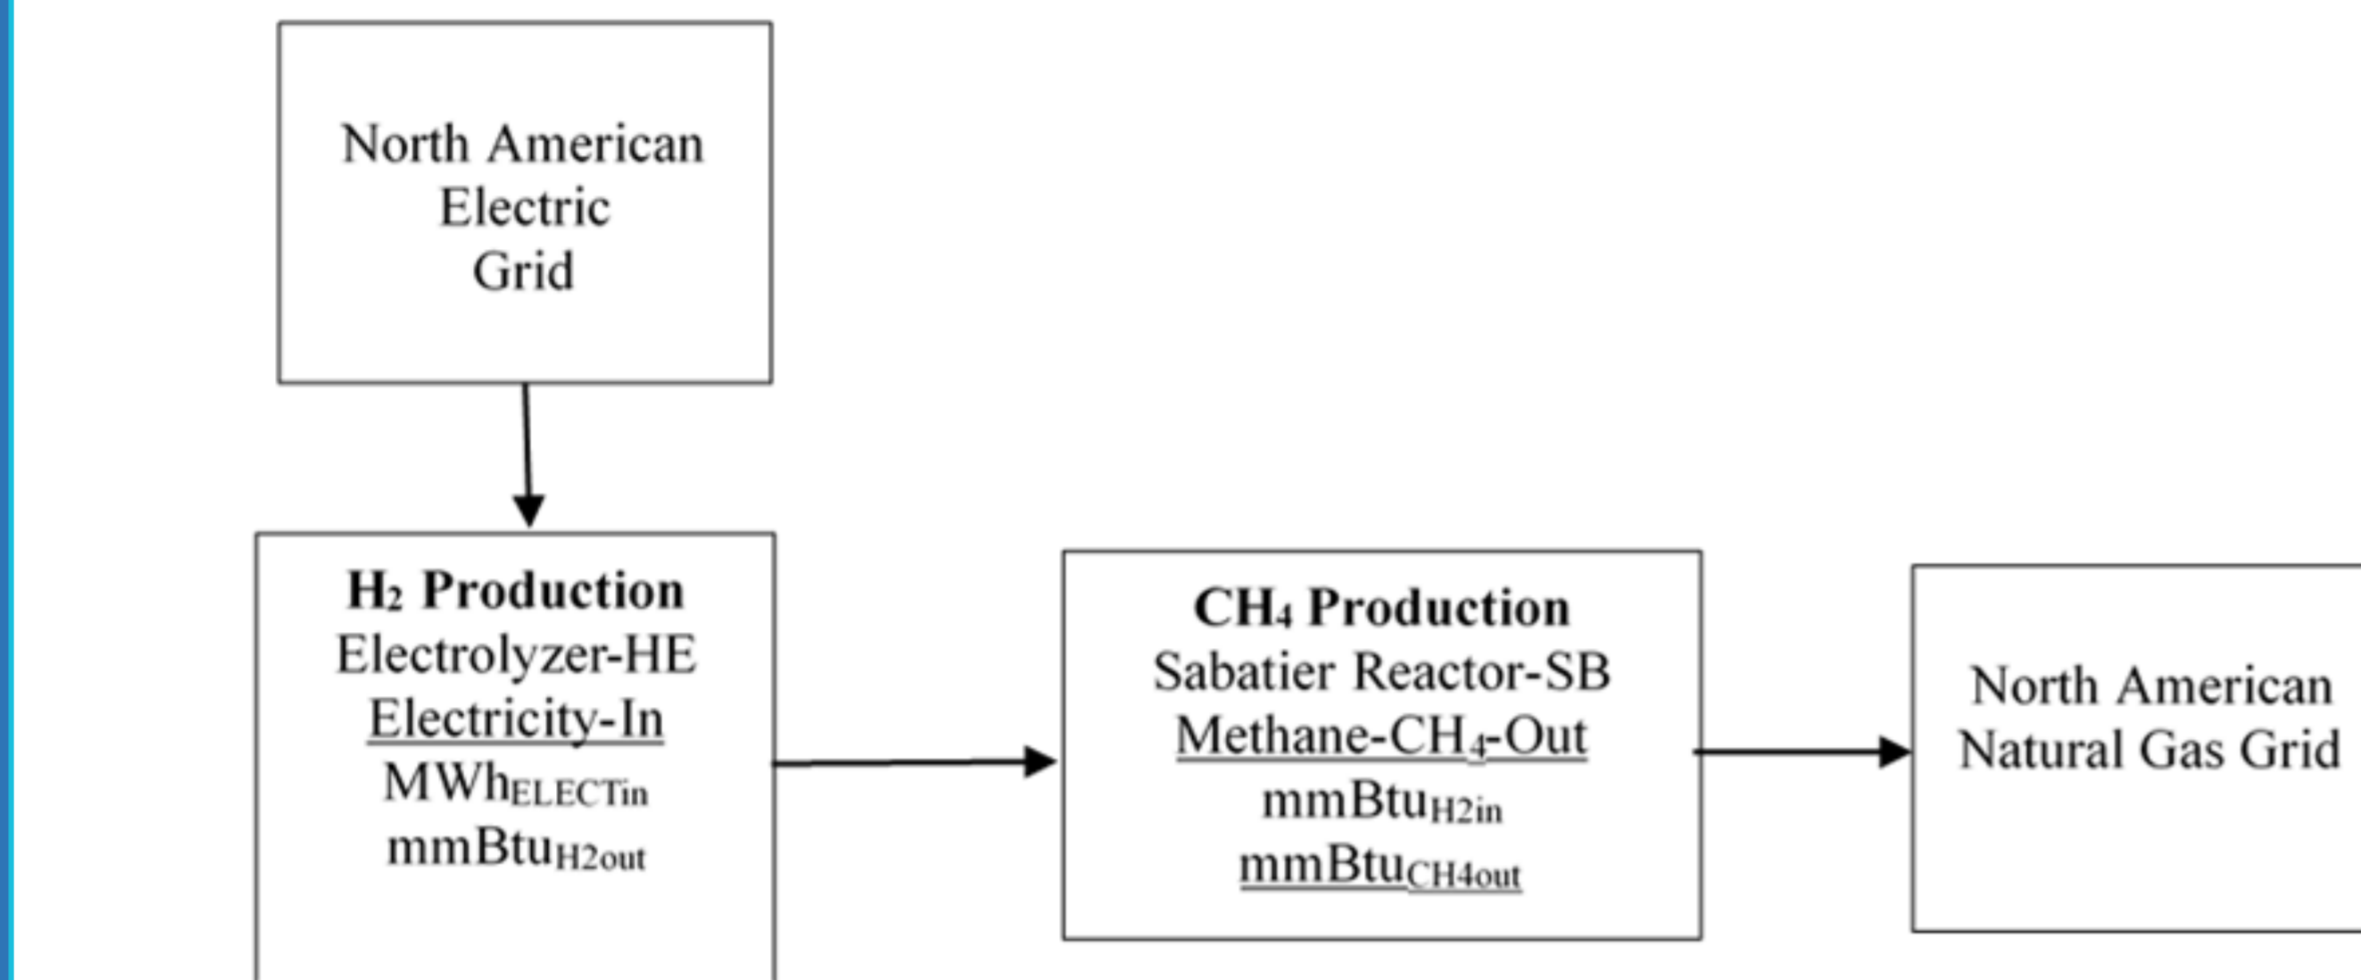 North American
Electric
Grid
H₂ Production
Electrolyzer-HE
Electricity-In
MWhELECTin
mmBtuH2out
CH₄ Production
Sabatier Reactor-SB
Methane-CH₄-Out
mmBtuH2in
mmBtuCH4out
North American
Natural Gas Grid